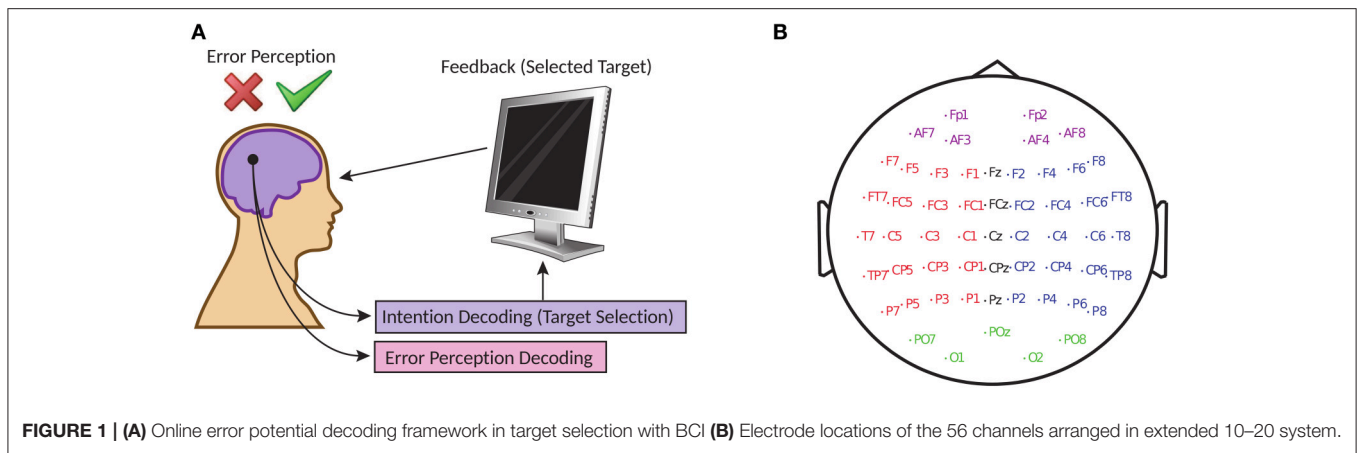 A
Error Perception
Feedback (Selected Target)
Intention Decoding (Target Selection)
Error Perception Decoding
B
Fp1 Fp2
AF7 AF3 AF4 AF8
F7 F5 F3 F1 Fz F2 F4 F6 F8
FT7 FC5 FC3 FC1 FCz FC2 FC4 FC6 FT8
T7 C5 C3 C1 Cz C2 C4 C6 T8
TP7 CP5 CP3 CP1 CPz CP2 CP4 CP6 TP8
P7 P5 P3 P1 Pz P2 P4 P6 P8
PO7 POz PO8
O1 O2
FIGURE 1 | (A) Online error potential decoding framework in target selection with BCI (B) Electrode locations of the 56 channels arranged in extended 10–20 system.